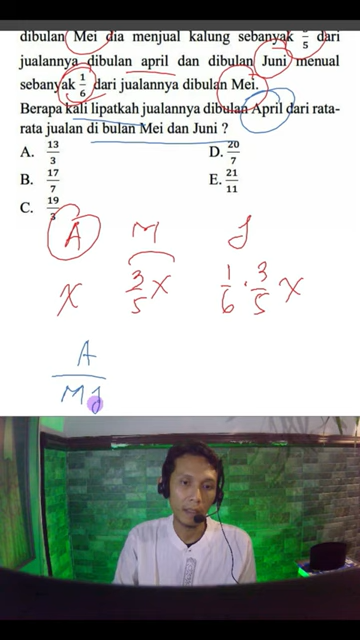 dibulan Mei dia menjual kalung sebanyak 3/5 dari
jualannya dibulan april dan dibulan Juni menual
sebanyak 1/6 dari jualannya dibulan Mei.
Berapa kali lipatkah jualannya dibulan April dari rata-
rata jualan di bulan Mei dan Juni ?
A. 13/3
D. 20/7
B. 17/7
E. 21/11
C. 19/3
A M J
X 3/5 X 1/6 · 3/5 X
A
MJ